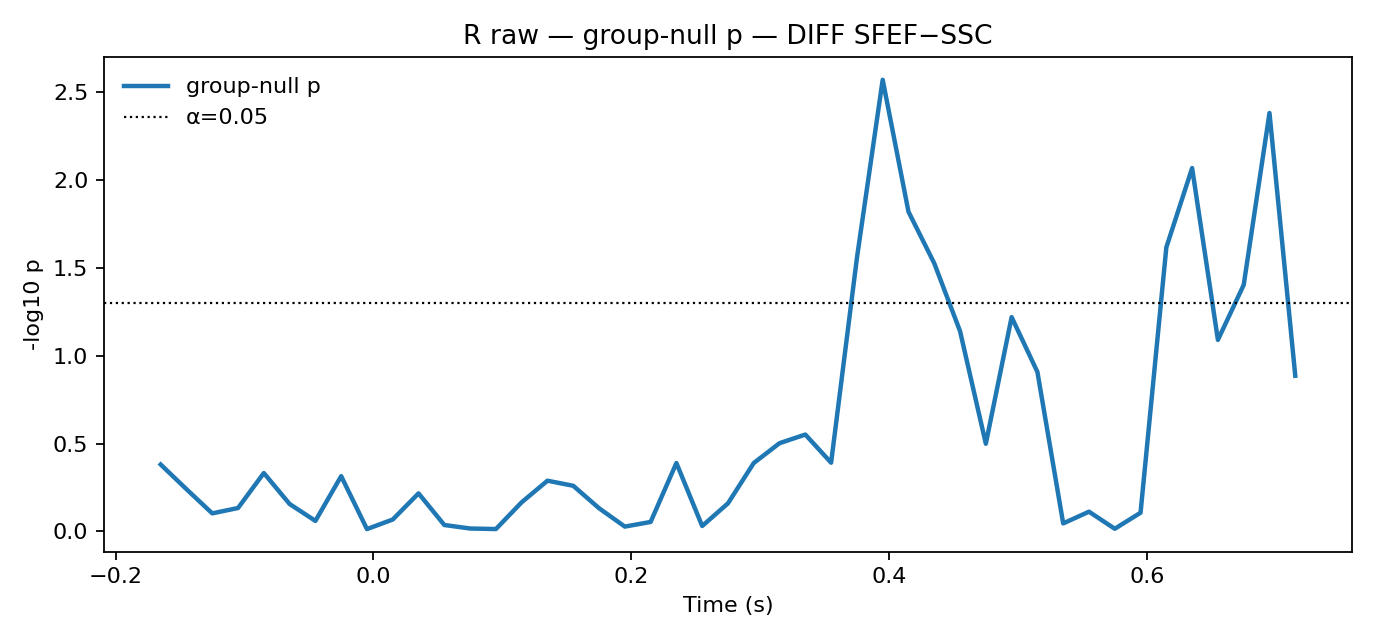 R raw — group-null p — DIFF SFEF−SSC
group-null p
α=0.05
-log10 p
2.5
2.0
1.5
1.0
0.5
0.0
−0.2
0.0
0.2
0.4
0.6
Time (s)